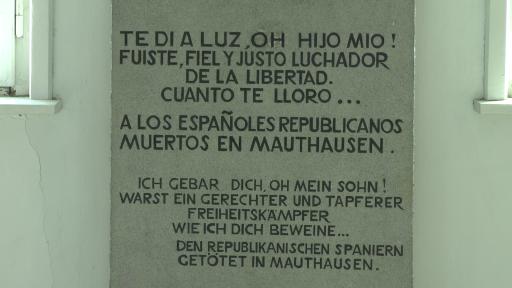 TE DI A LUZ, OH HIJO MIO!
FUISTE, FIEL Y JUSTO LUCHADOR
DE LA LIBERTAD.
CUANTO TE LLORO...
A LOS ESPAÑOLES REPUBLICANOS
MUERTOS EN MAUTHAUSEN.
ICH GEBAR DICH, OH MEIN SOHN!
WARST EIN GERECHTER UND TAPFERER
FREIHEITSKÄMPFER
WIE ICH DICH BEWEINE...
DEN REPUBLIKANISCHEN SPANIERN
GETÖTET IN MAUTHAUSEN.